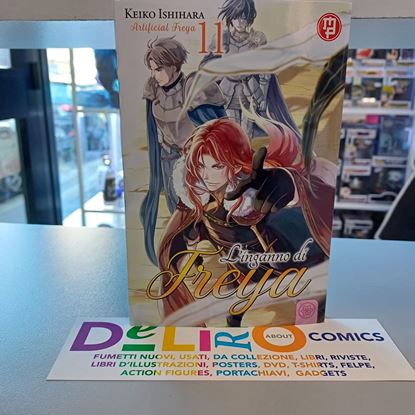 KEIKO ISHIHARA
Artificial Freya
11
L'inganno di
Freya
DELIRO ABOUT COMICS
FUMETTI NUOVI, USATI, DA COLLEZIONE, LIBRI, RIVISTE,
LIBRI D'ILLUSTRAZIONI, POSTERS, DVD, T-SHIRTS, FELPE,
ACTION FIGURES, PORTACHIAVI, GADGETS